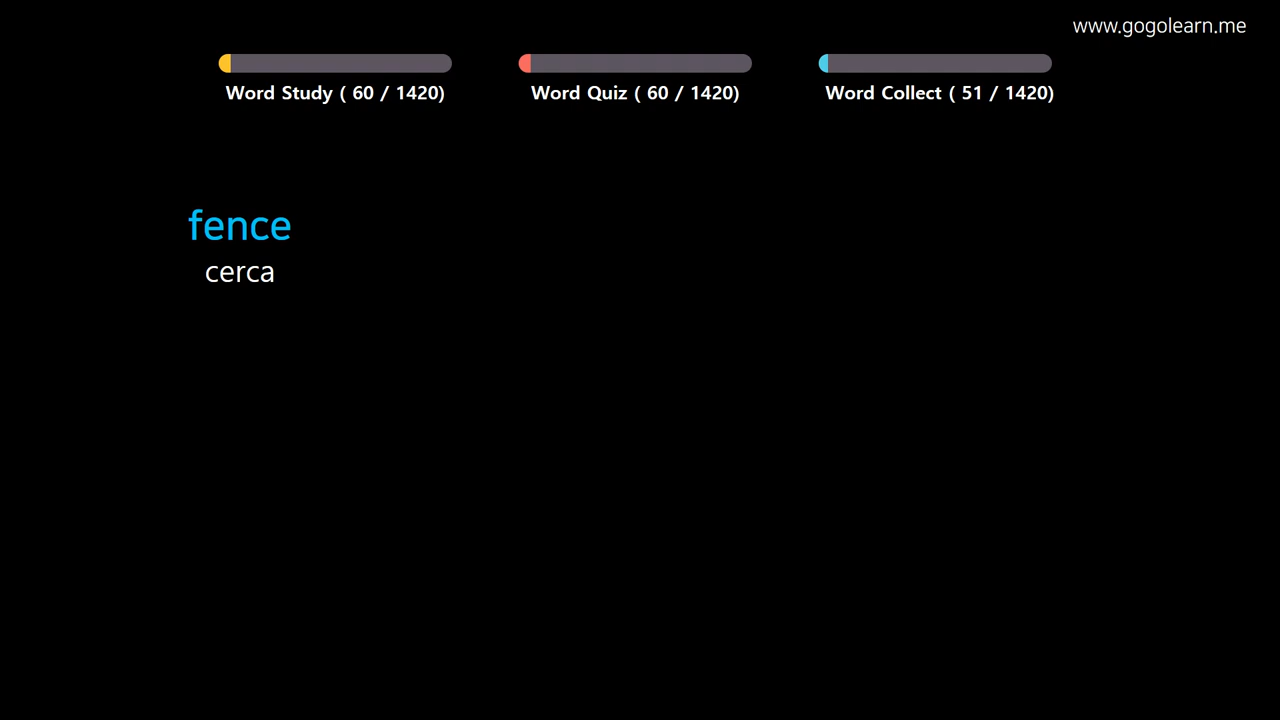 www.gogolearn.me
Word Study ( 60 / 1420)
Word Quiz ( 60 / 1420)
Word Collect ( 51 / 1420)
fence
cerca